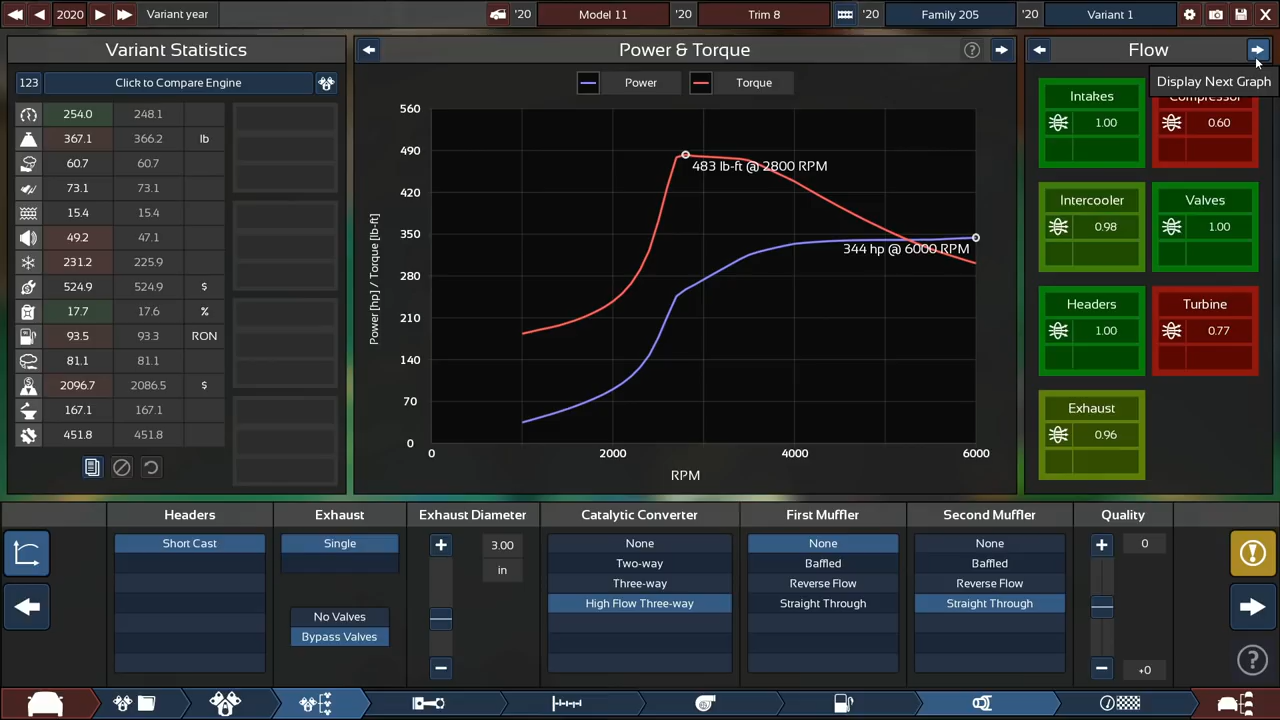 2020
Variant year
'20
Model 11
'20
Trim 8
'20
Family 205
'20
Variant 1
Variant Statistics
123
Click to Compare Engine
254.0 248.1
367.1 366.2 lb
60.7 60.7
73.1 73.1
15.4 15.4
49.2 47.1
231.2 225.9
524.9 524.9 $
17.7 17.6 %
93.5 93.3 RON
81.1 81.1
2096.7 2086.5 $
167.1 167.1
451.8 451.8
Power & Torque
?
Power
Torque
560
490
420
350
280
210
140
70
0
Power [hp] / Torque [lb-ft]
483 lb-ft @ 2800 RPM
344 hp @ 6000 RPM
0 2000 4000 6000
RPM
Flow
Display Next Graph
Intakes
1.00
Compressor
0.60
Intercooler
0.98
Valves
1.00
Headers
1.00
Turbine
0.77
Exhaust
0.96
Headers
Short Cast
Exhaust
Single
No Valves
Bypass Valves
Exhaust Diameter
+
3.00
in
Catalytic Converter
None
Two-way
Three-way
High Flow Three-way
First Muffler
None
Baffled
Reverse Flow
Straight Through
Second Muffler
None
Baffled
Reverse Flow
Straight Through
Quality
+
0
+0
?